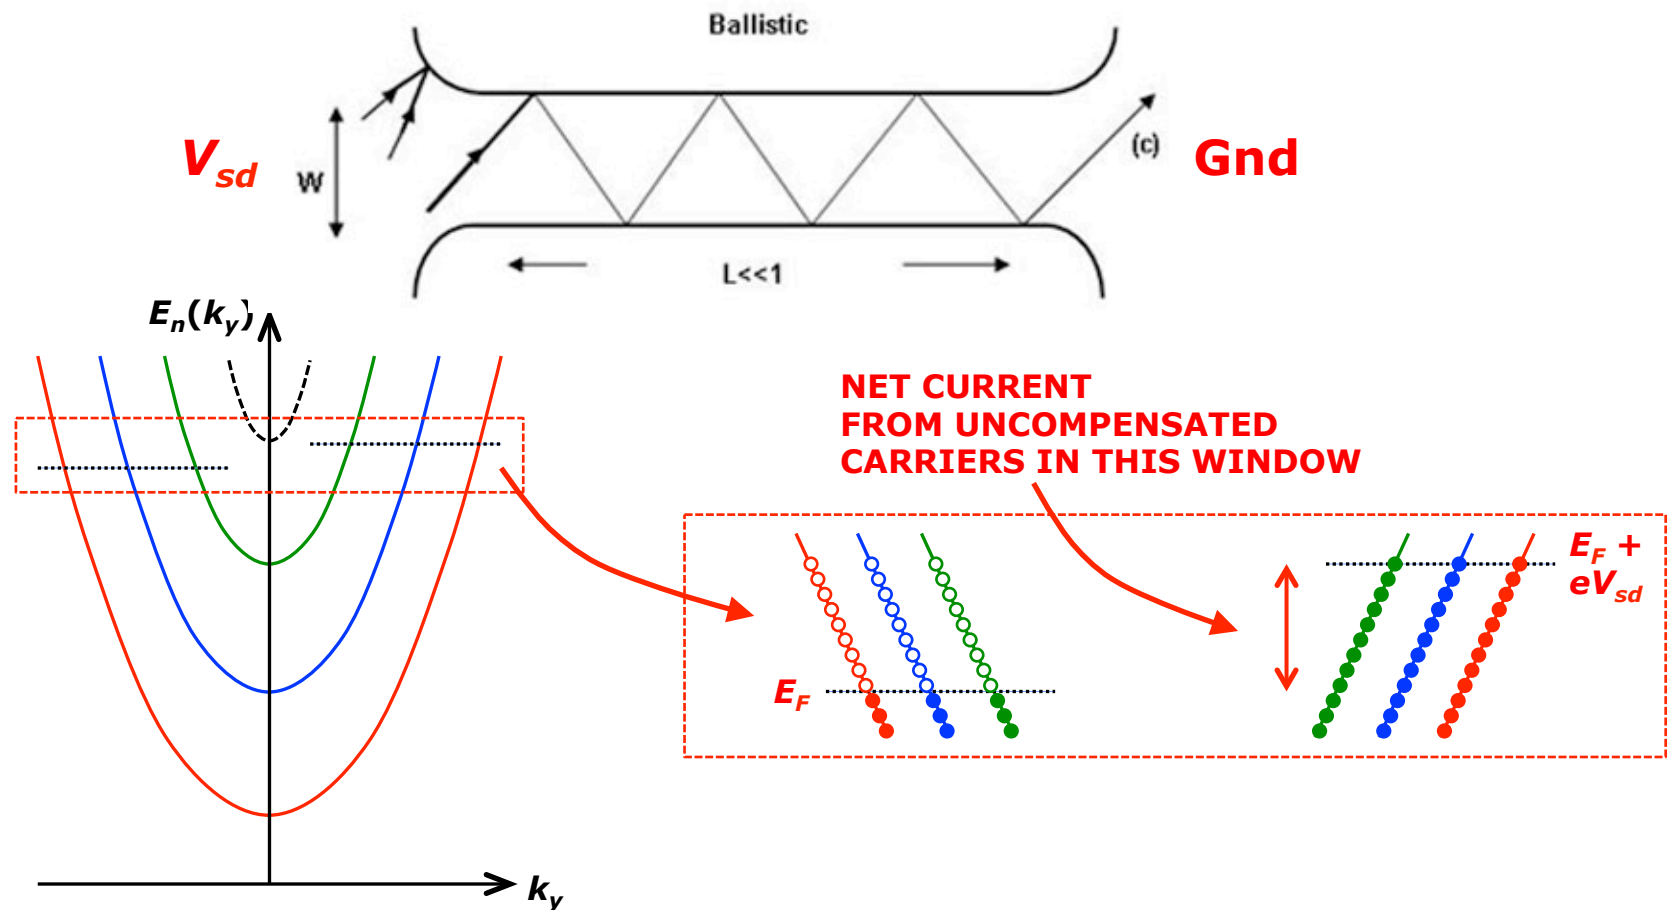 Ballistic
V_sd
W
(c)
Gnd
L<<1
E_n(k_y)
NET CURRENT
FROM UNCOMPENSATED
CARRIERS IN THIS WINDOW
E_F +
eV_sd
E_F
k_y